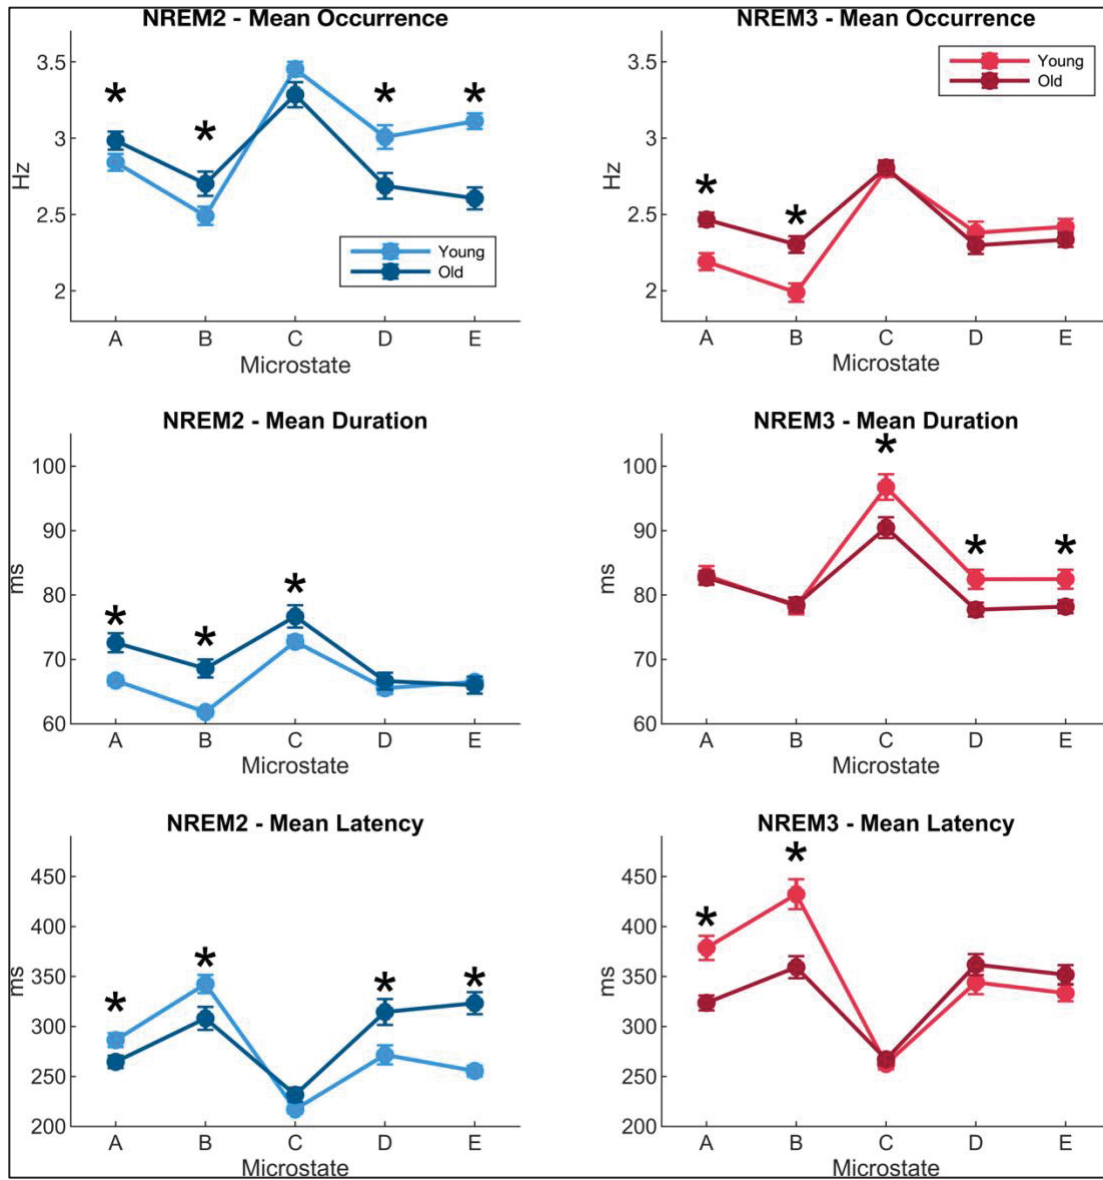 NREM2 - Mean Occurrence
Hz
3.5
3
2.5
2
* * * *
Young
Old
A B C D E
Microstate
NREM3 - Mean Occurrence
Hz
3.5
3
2.5
2
* *
Young
Old
A B C D E
Microstate
NREM2 - Mean Duration
ms
100
90
80
70
60
* * *
A B C D E
Microstate
NREM3 - Mean Duration
ms
100
90
80
70
60
* * *
A B C D E
Microstate
NREM2 - Mean Latency
ms
450
400
350
300
250
200
* * * *
A B C D E
Microstate
NREM3 - Mean Latency
ms
450
400
350
300
250
200
* *
A B C D E
Microstate